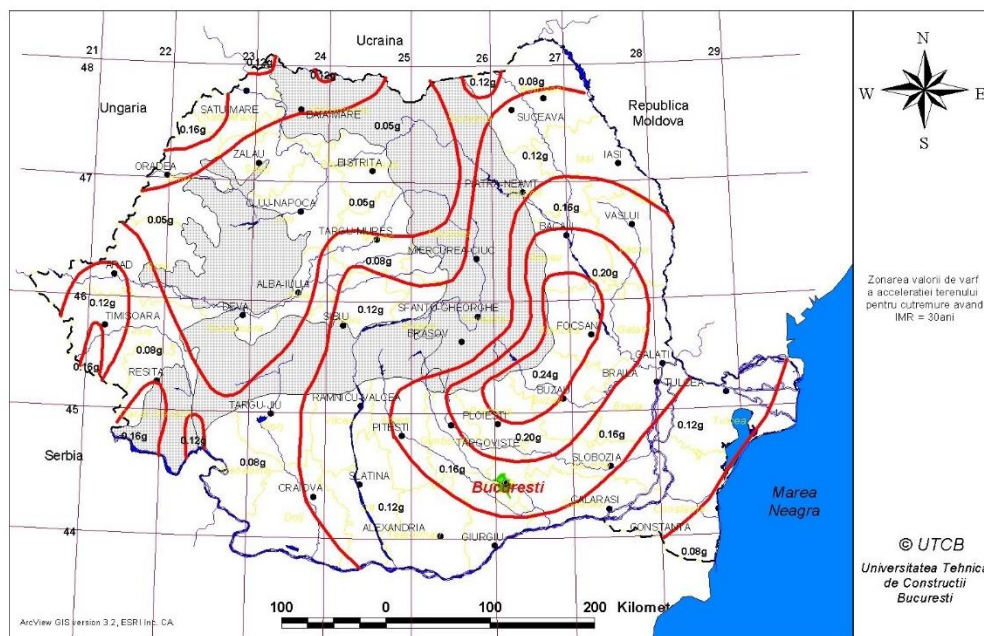 Ucraina
21
22
23
24
25
26
27
28
29
48
0.12g
0.12g
0.12g
0.08g
Ungaria
Republica
Moldova
SATU-MARE
BAIA-MARE
SUCEAVA
0.16g
0.05g
0.12g
IASI
ZALAU
BISTRITA
ORADEA
47
PIATRA-NEAMT
CLUJ-NAPOCA
0.05g
0.05g
0.16g
VASLUI
TARGU-MURES
BACAU
MIERCUREA-CIUC
ARAD
0.08g
0.20g
ALBA-IULIA
46
0.12g
DEVA
0.12g
SFANTU-GHEORGHE
TIMISOARA
SIBIU
BRASOV
FOCSANI
0.08g
GALATI
0.16g
RESITA
0.24g
BRAILA
TULCEA
BUZAU
45
TARGU-JIU
RAMNICU-VALCEA
PLOIESTI
PITESTI
0.16g
0.12g
TARGOVISTE
0.20g
0.16g
0.12g
Serbia
0.08g
0.16g
SLOBOZIA
CRAIOVA
SLATINA
Bucuresti
CALARASI
0.12g
44
ALEXANDRIA
GIURGIU
CONSTANTA
0.08g
Marea
Neagra
100
0
100
200
Kilomet
ArcView GIS version 3.2, ESRI Inc. CA
N
W
E
S
Zonarea valorii de varf
a acceleratiei terenului
pentru cutremure avand
IMR = 30ani
© UTCB
Universitatea Tehnica
de Constructii
Bucuresti